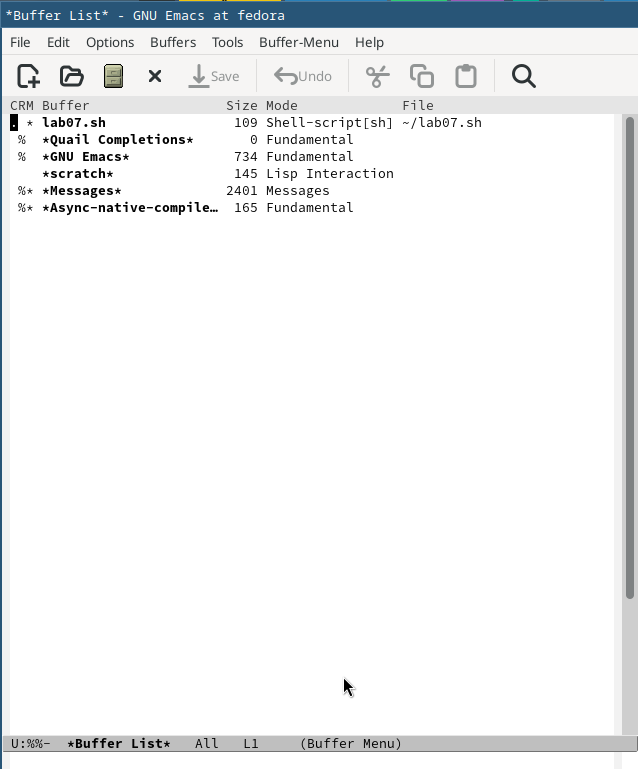 *Buffer List* - GNU Emacs at fedora
File Edit Options Buffers Tools Buffer-Menu Help
Save Undo
CRM Buffer Size Mode File
. * lab07.sh 109 Shell-script[sh] ~/lab07.sh
% *Quail Completions* 0 Fundamental
% *GNU Emacs* 734 Fundamental
*scratch* 145 Lisp Interaction
%* *Messages* 2401 Messages
%* *Async-native-compile… 165 Fundamental
U:%%- *Buffer List* All L1 (Buffer Menu)